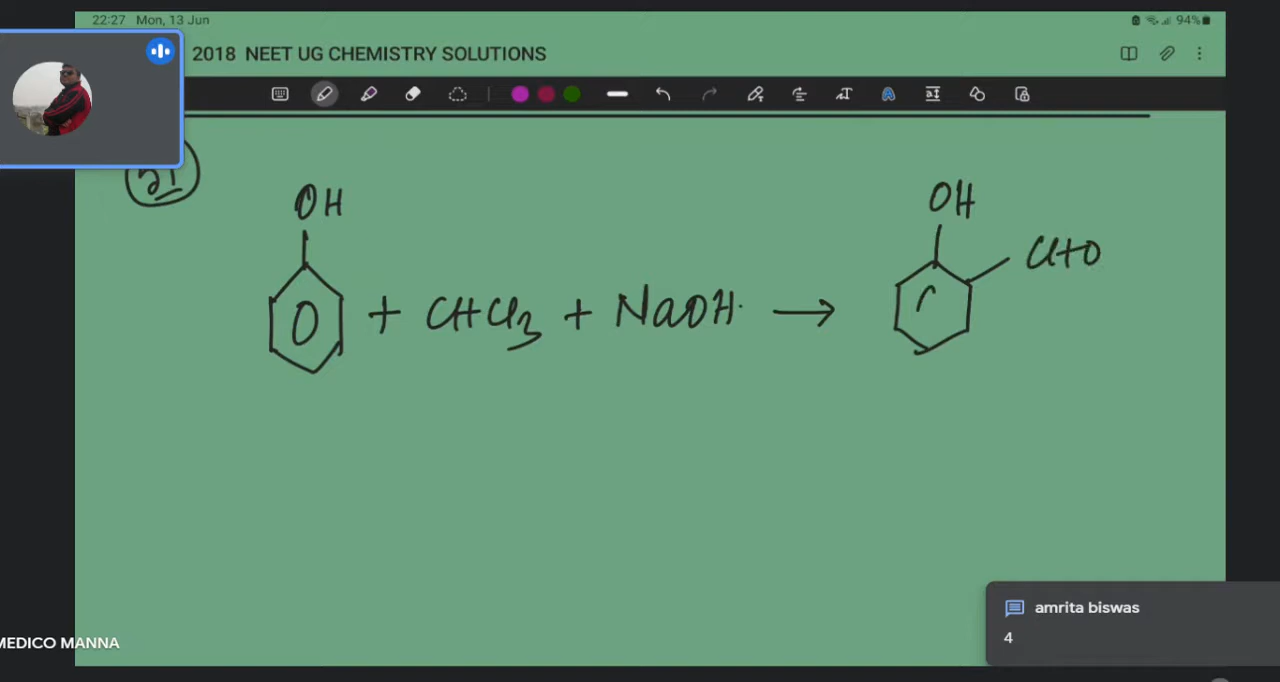 22:27 Mon, 13 Jun
94%
2018 NEET UG CHEMISTRY SOLUTIONS
21
OH
OH
CHO
+ CHCl3 + NaOH →
amrita biswas
4
MEDICO MANNA